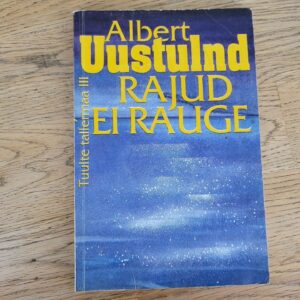 Albert
Uustulnd
RAJUD
EI RAUGE
Tuulte tallermaa III